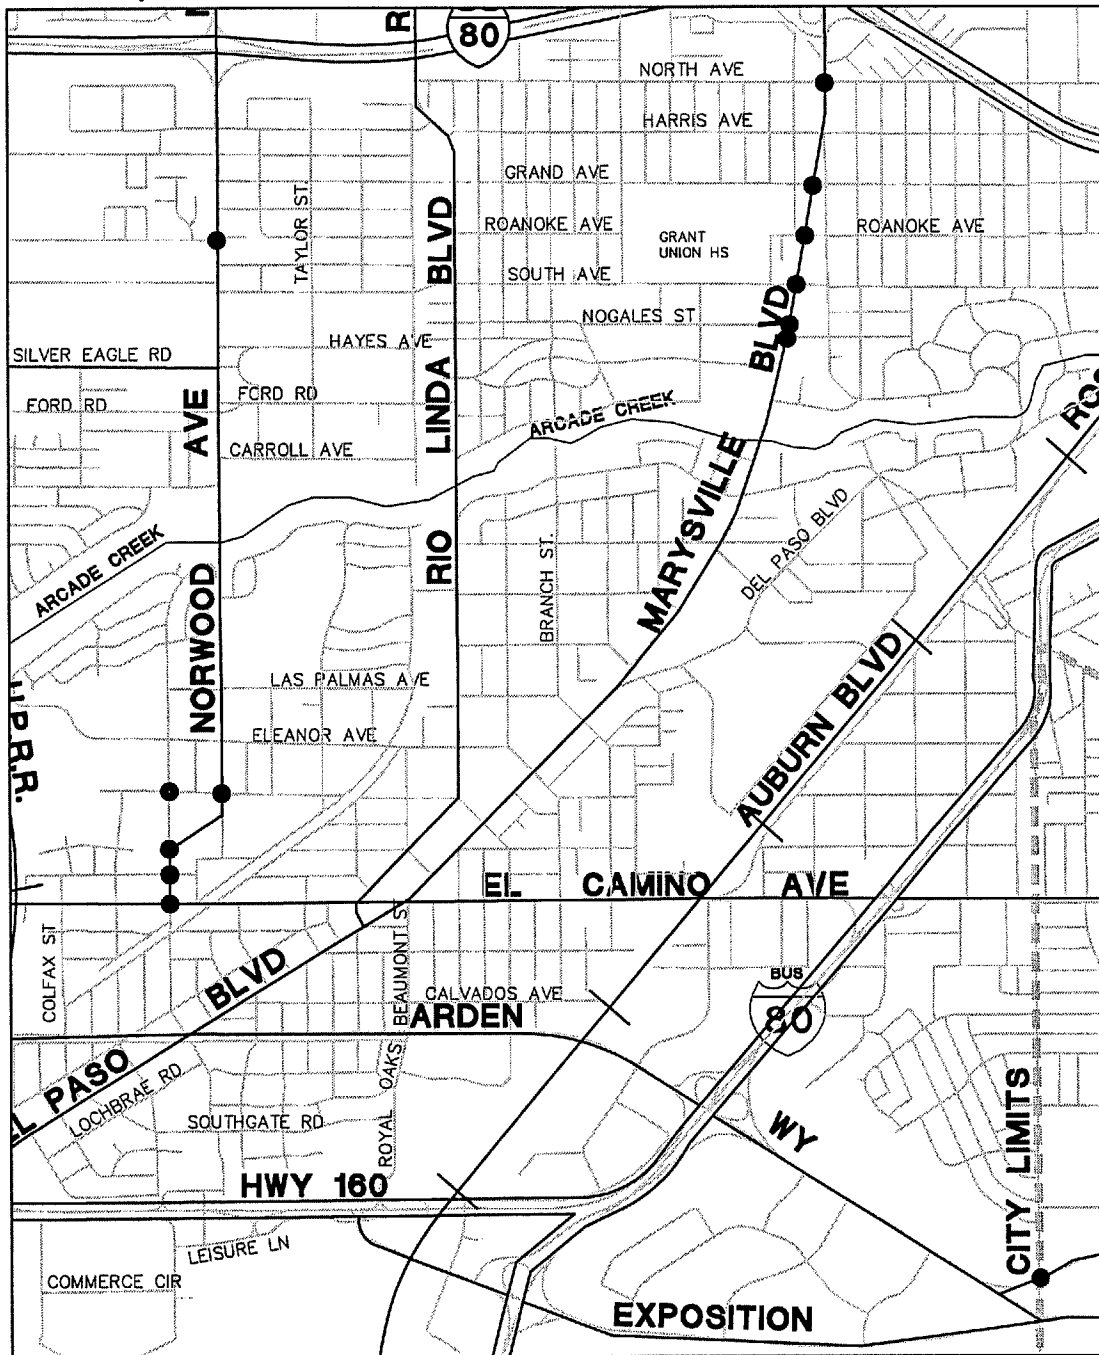 R
80
NORTH AVE
HARRIS AVE
GRAND AVE
TAYLOR ST.
RIO LINDA BLVD
ROANOKE AVE
GRANT
UNION HS
ROANOKE AVE
SOUTH AVE
NOGALES ST
HAYES AVE
SILVER EAGLE RD
FORD RD
FORD RD
NORWOOD AVE
CARROLL AVE
ARCADE CREEK
MARYSVILLE BLVD
DEL PASO BLVD
ARCADE CREEK
BRANCH ST.
LAS PALMAS AVE
ELEANOR AVE
AUBURN BLVD
U.P.R.R.
EL CAMINO AVE
COLFAX ST
BEAUMONT ST
BLVD
CALVADOS AVE
ARDEN
BUS
80
PASO
LOCHBRAE RD
ROYAL OAKS
SOUTHGATE RD
WY
CITY LIMITS
HWY 160
LEISURE LN
COMMERCE CIR
EXPOSITION